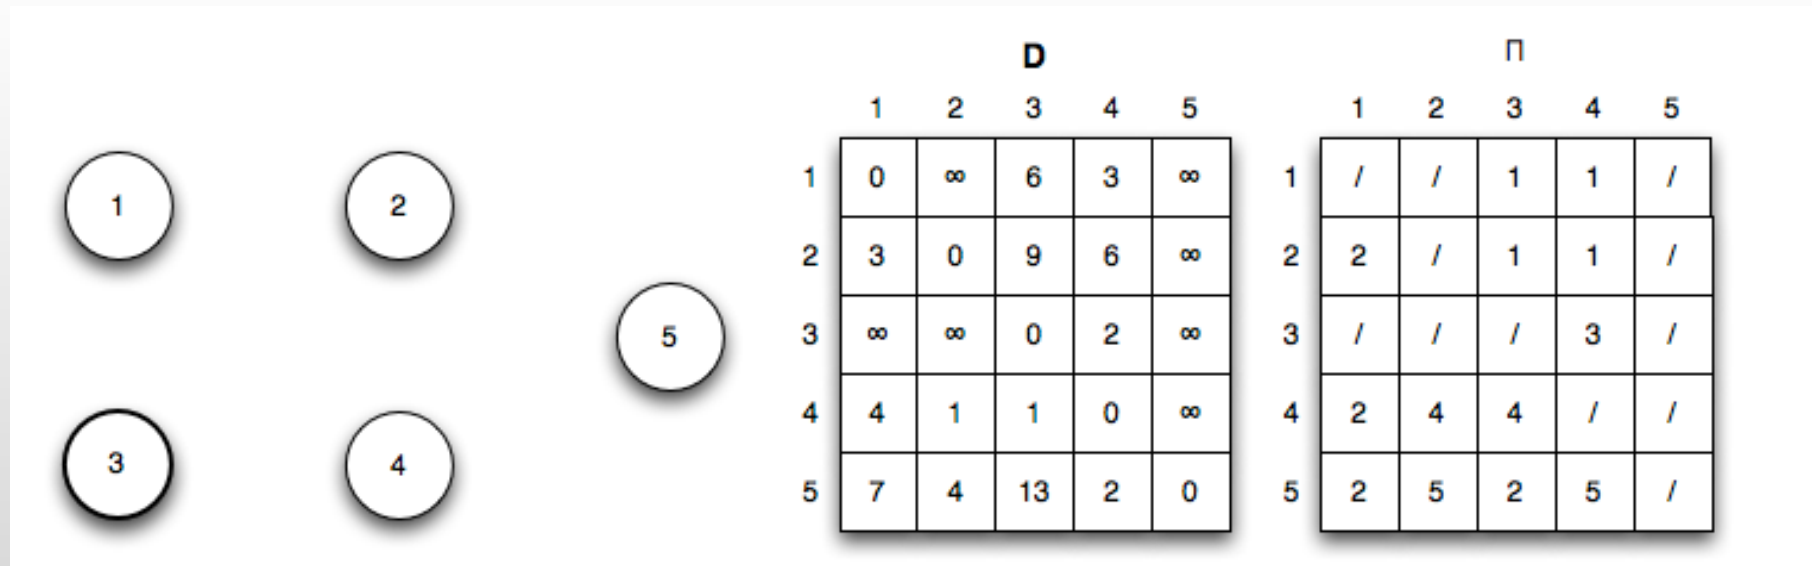 D
Π
1 2 3 4 5
1 2 3 4 5
1 0 ∞ 6 3 ∞
1 / / 1 1 /
2 3 0 9 6 ∞
2 2 / 1 1 /
3 ∞ ∞ 0 2 ∞
3 / / / 3 /
4 4 1 1 0 ∞
4 2 4 4 / /
5 7 4 13 2 0
5 2 5 2 5 /
1
2
5
3
4